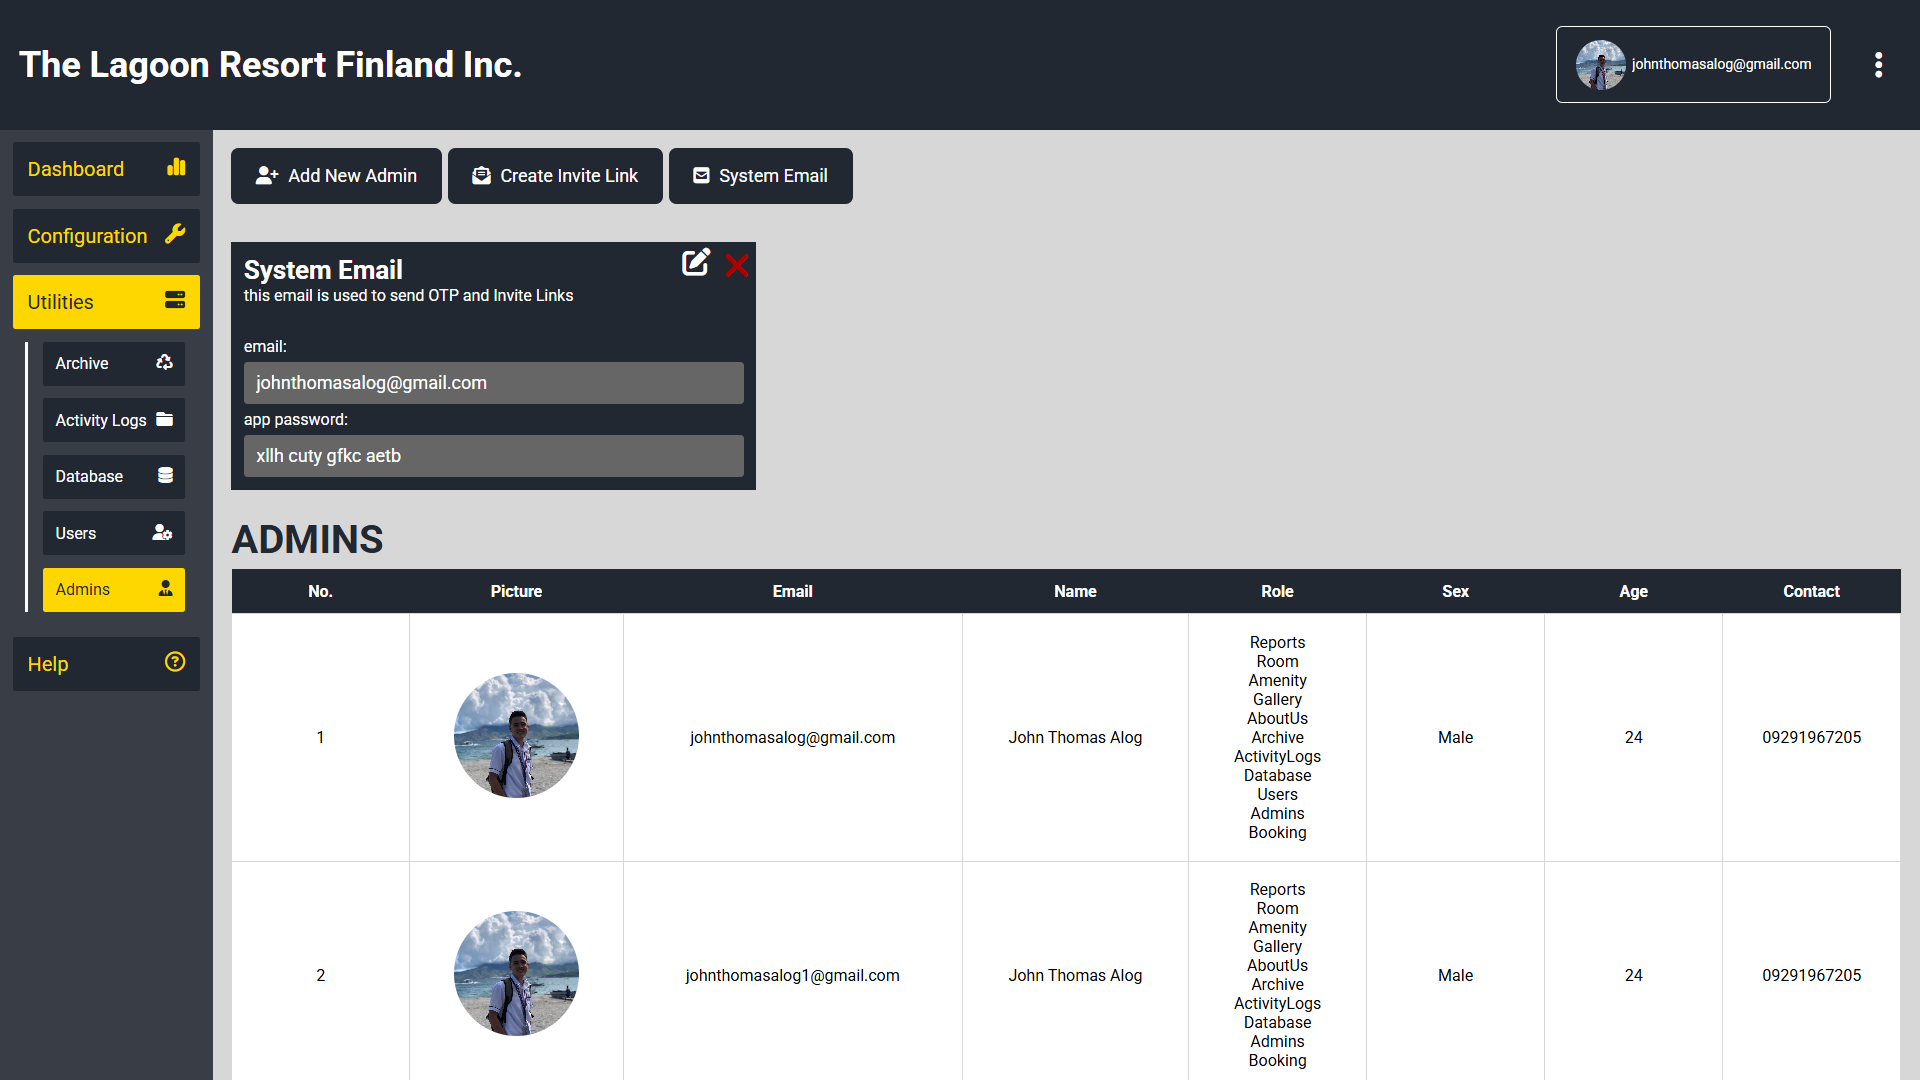 The Lagoon Resort Finland Inc.
johnthomasalog@gmail.com
Dashboard
Configuration
Utilities
Archive
Activity Logs
Database
Users
Admins
Help
Add New Admin
Create Invite Link
System Email
System Email
this email is used to send OTP and Invite Links
email:
johnthomasalog@gmail.com
app password:
xllh cuty gfkc aetb
ADMINS
No. Picture Email Name Role Sex Age Contact
1 johnthomasalog@gmail.com John Thomas Alog
Reports
Room
Amenity
Gallery
AboutUs
Archive
ActivityLogs
Database
Users
Admins
Booking
Male 24 09291967205
2 johnthomasalog1@gmail.com John Thomas Alog
Reports
Room
Amenity
Gallery
AboutUs
Archive
ActivityLogs
Database
Admins
Booking
Male 24 09291967205